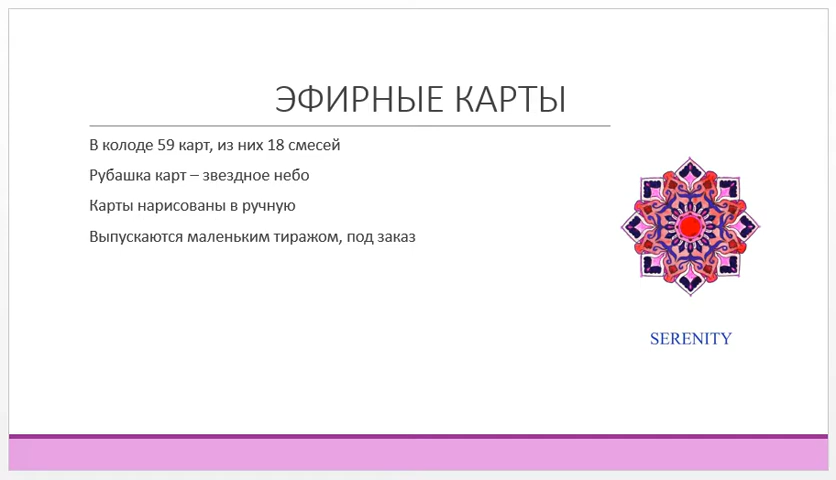 ЭФИРНЫЕ КАРТЫ
В колоде 59 карт, из них 18 смесей
Рубашка карт – звездное небо
Карты нарисованы в ручную
Выпускаются маленьким тиражом, под заказ
SERENITY